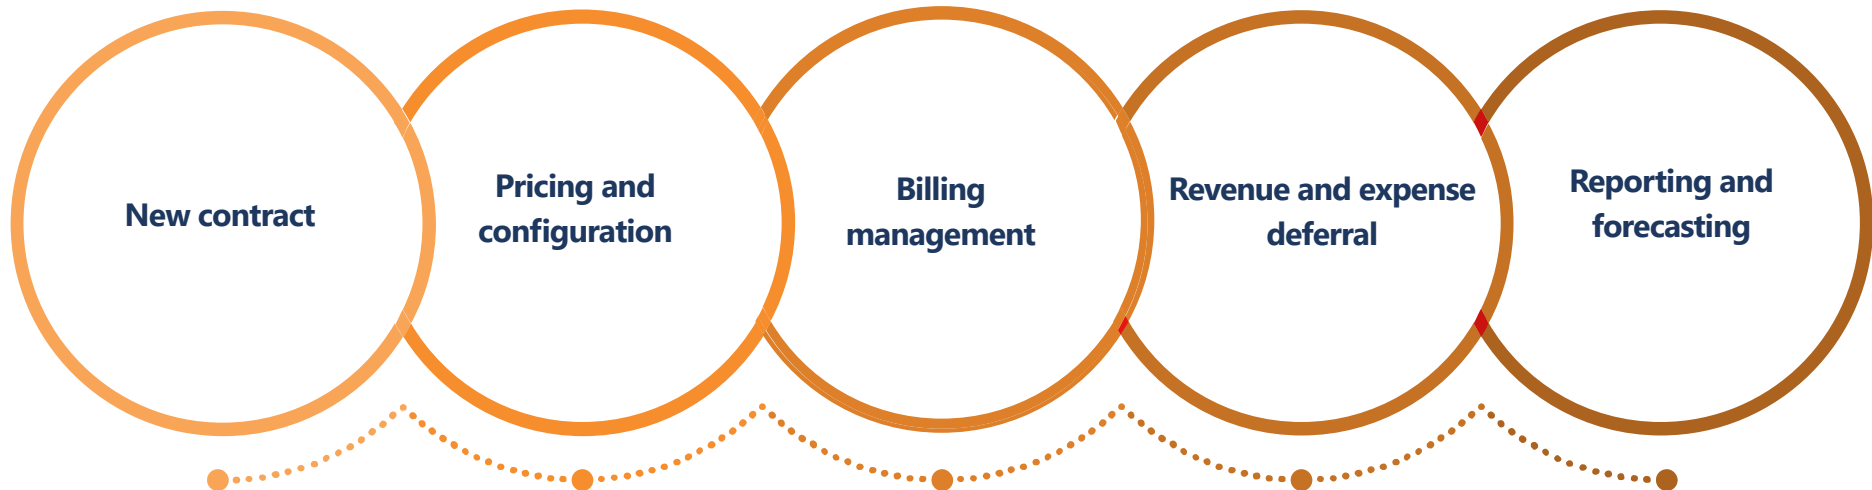 New contract
Pricing and
configuration
Billing
management
Revenue and expense
deferral
Reporting and
forecasting